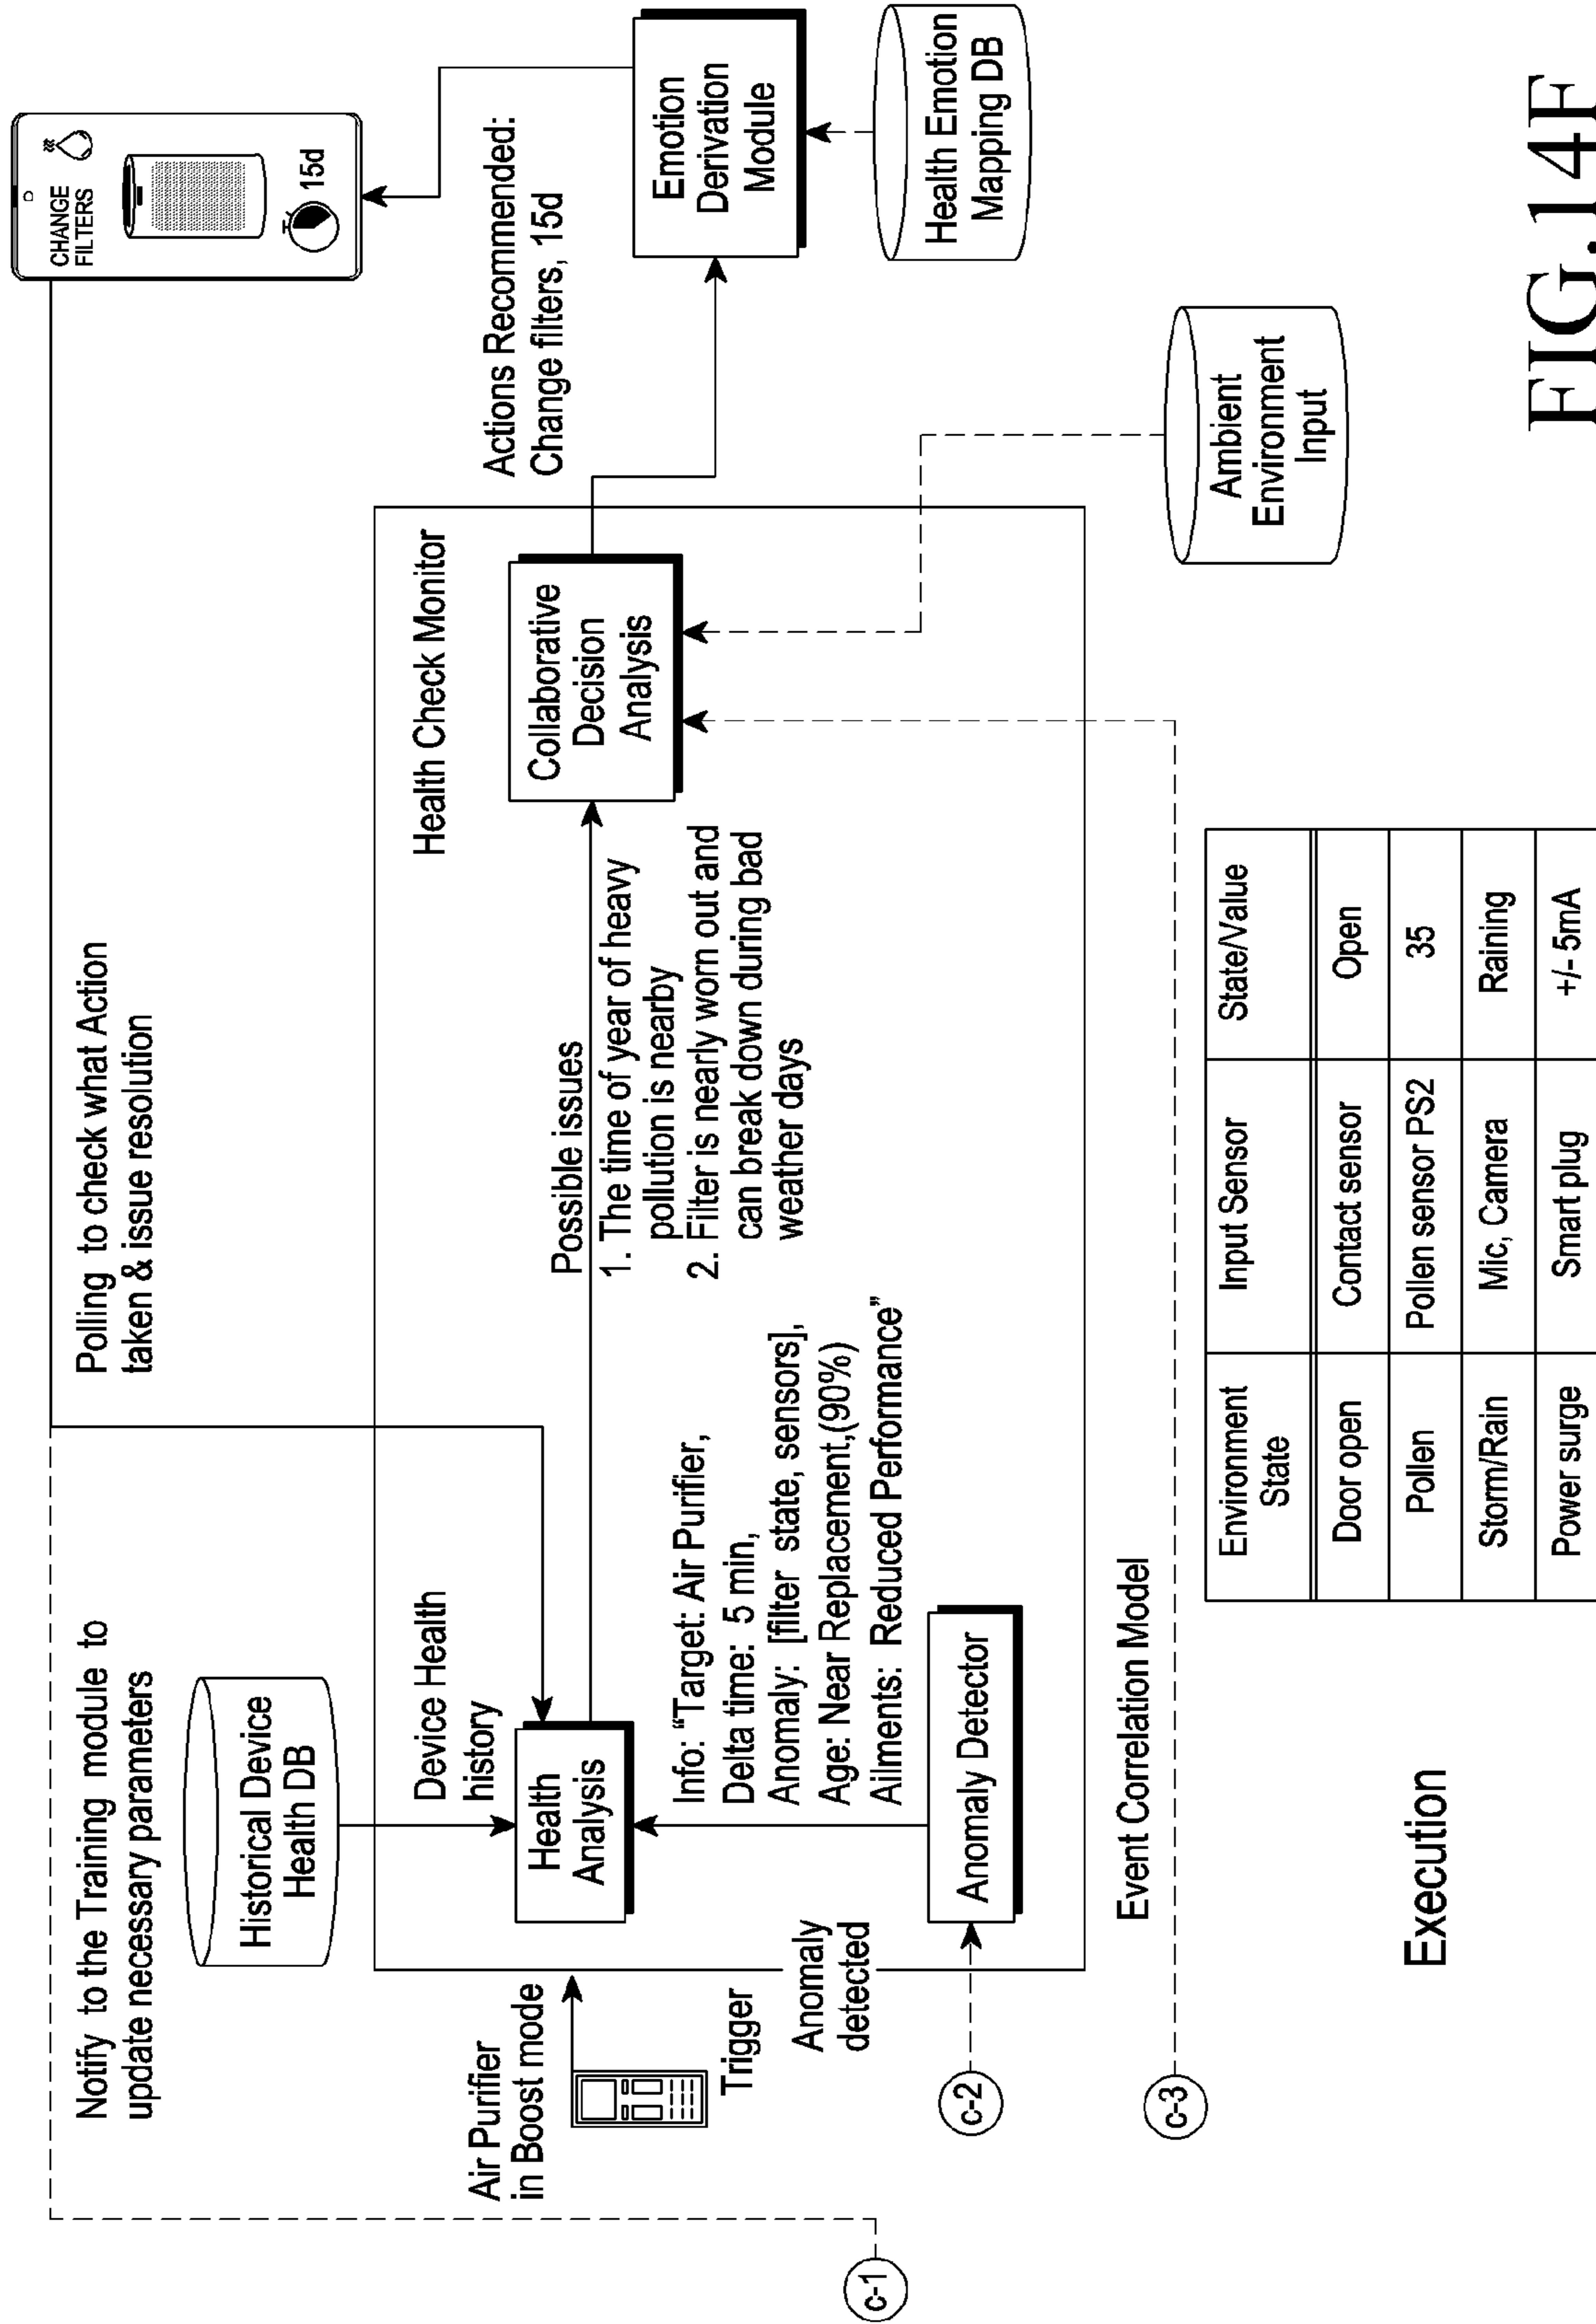 Notify to the Training module to
update necessary parameters
Polling to check what Action
taken & issue resolution
CHANGE
FILTERS
15d
Historical Device
Health DB
Device Health
history
Air Purifier
in Boost mode
Trigger
Anomaly
detected
Health
Analysis
Info: “Target: Air Purifier,
Delta time: 5 min,
Anomaly: [filter state, sensors],
Age: Near Replacement,(90%)
Ailments: Reduced Performance”
Anomaly Detector
Possible issues
1. The time of year of heavy
pollution is nearby
2. Filter is nearly worn out and
can break down during bad
weather days
Health Check Monitor
Collaborative
Decision
Analysis
Actions Recommended:
Change filters, 15d
Emotion
Derivation
Module
Health Emotion
Mapping DB
Ambient
Environment
Input
c-1
c-2
c-3
Event Correlation Model
Execution
Environment
State
Input Sensor
State/Value
Door open
Contact sensor
Open
Pollen
Pollen sensor PS2
35
Storm/Rain
Mic, Camera
Raining
Power surge
Smart plug
+/- 5mA
FIG.14F